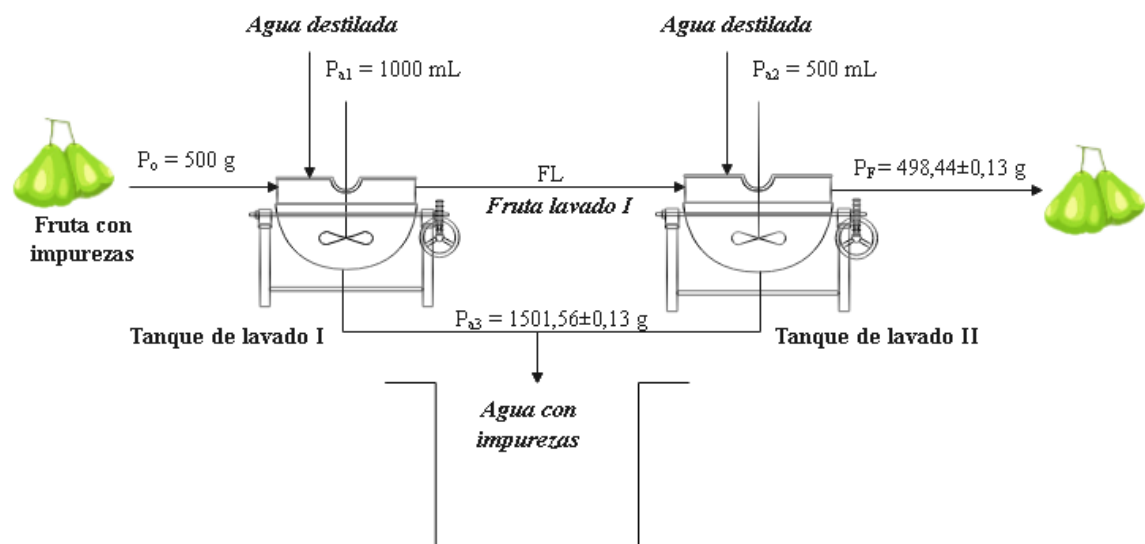 Agua destilada
Agua destilada
Pa1 = 1000 mL
Pa2 = 500 mL
Po = 500 g
FL
PF= 498,44±0,13 g
Fruta lavado I
Fruta con
impurezas
Pa3 = 1501,56±0,13 g
Tanque de lavado I
Tanque de lavado II
Agua con
impurezas